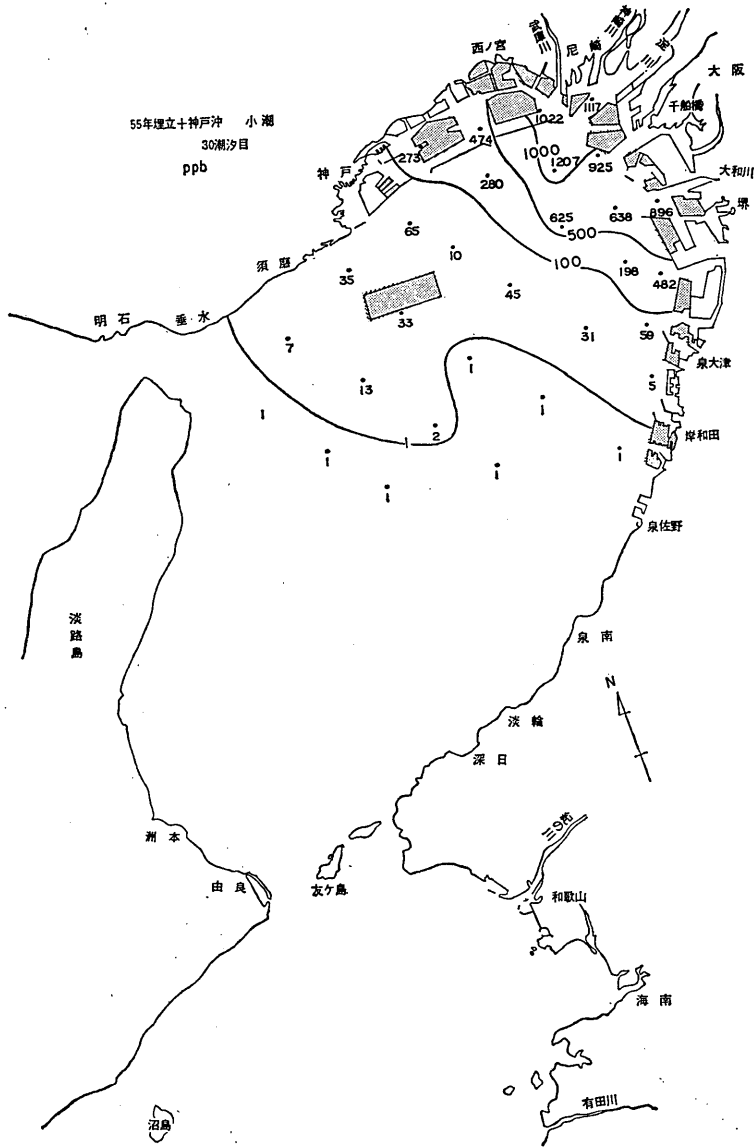 55年埋立十神戸沖 小潮
30潮汐目
ppb
西ノ宮
武庫川
尼崎
淀川
大阪
千船橋
大和川
堺
神戸
須磨
垂水
明石
泉大津
岸和田
泉佐野
泉南
淡輪
深日
淡路島
洲本
由良
友ケ島
和歌山
海南
有田川
沼島
N
1022
1117
474
273
1000
1207
925
280
625
638
896
500
65
10
100
198
482
35
45
33
31
59
7
1
13
5
1
1
1
2
1
1
1
1